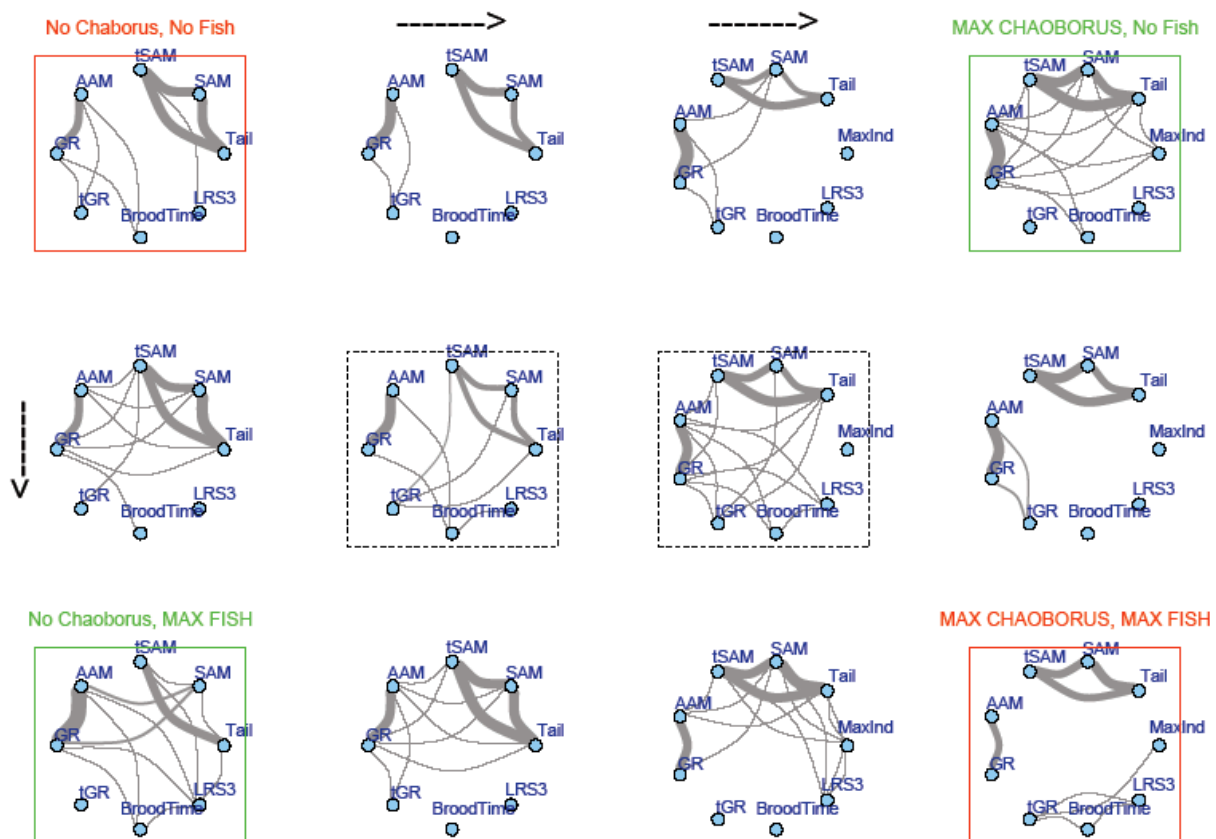 No Chaborus, No Fish
tSAM
AAM
SAM
Tail
GR
tGR
LRS3
BroodTime
tSAM
AAM
SAM
Tail
GR
tGR
LRS3
BroodTime
SAM
tSAM
Tail
AAM
MaxInd
GR
LRS3
tGR
BroodTime
MAX CHAOBORUS, No Fish
SAM
tSAM
Tail
AAM
MaxInd
GR
LRS3
tGR
BroodTime
tSAM
AAM
SAM
Tail
GR
tGR
LRS3
BroodTime
tSAM
AAM
SAM
Tail
GR
tGR
LRS3
BroodTime
SAM
tSAM
Tail
AAM
MaxInd
GR
LRS3
tGR
BroodTime
SAM
tSAM
Tail
AAM
MaxInd
GR
LRS3
tGR
BroodTime
No Chaoborus, MAX FISH
tSAM
AAM
SAM
Tail
GR
tGR
LRS3
BroodTime
tSAM
AAM
SAM
Tail
GR
tGR
LRS3
BroodTime
SAM
tSAM
Tail
AAM
MaxInd
GR
LRS3
tGR
BroodTime
MAX CHAOBORUS, MAX FISH
SAM
tSAM
Tail
AAM
MaxInd
GR
LRS3
tGR
BroodTime